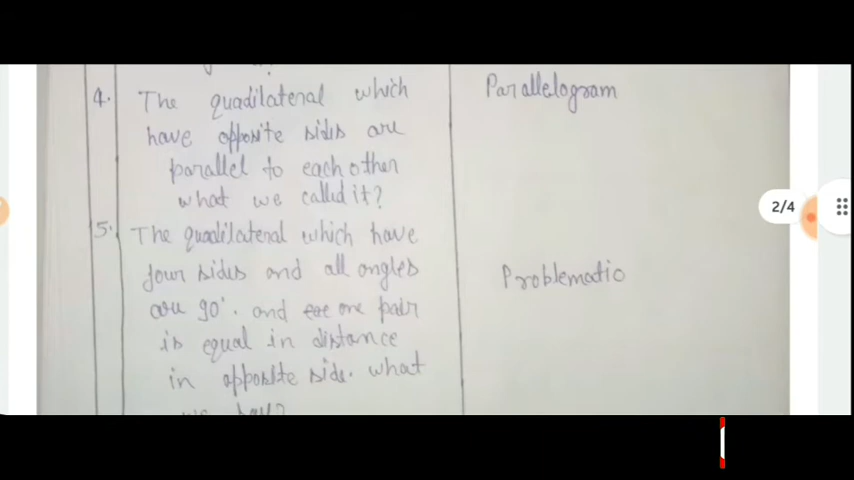 4. The quadilateral which
have opposite sides are
parallel to each other
what we called it?
Parallelogram
5. The quadilateral which have
four sides and all angles
are 90°. and one pair
is equal in distance
in opposite side. what
Problematic
2/4